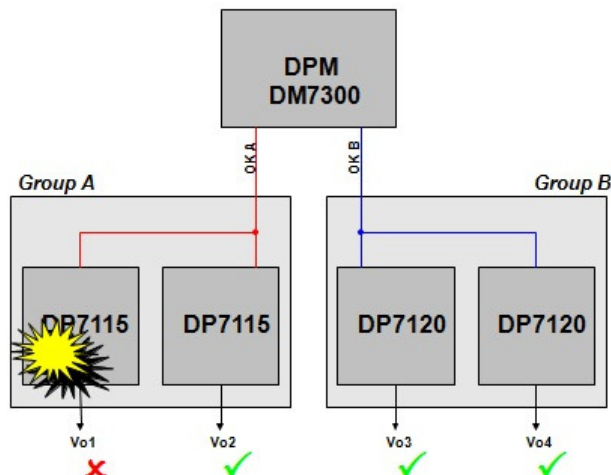 DPM
DM7300
OK A
OK B
Group A
Group B
DP7115
DP7115
DP7120
DP7120
Vo1
Vo2
Vo3
Vo4